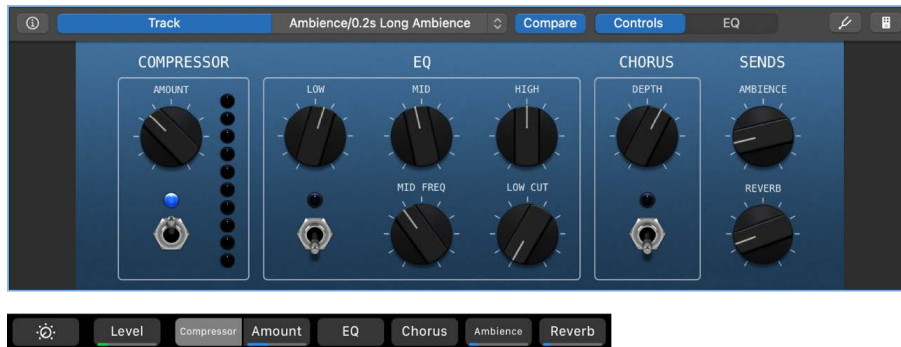 Track Ambience/0.2s Long Ambience Compare Controls EQ
COMPRESSOR EQ CHORUS SENDS
AMOUNT LOW MID HIGH DEPTH AMBIENCE
MID FREQ LOW CUT REVERB
Level Compressor Amount EQ Chorus Ambience Reverb